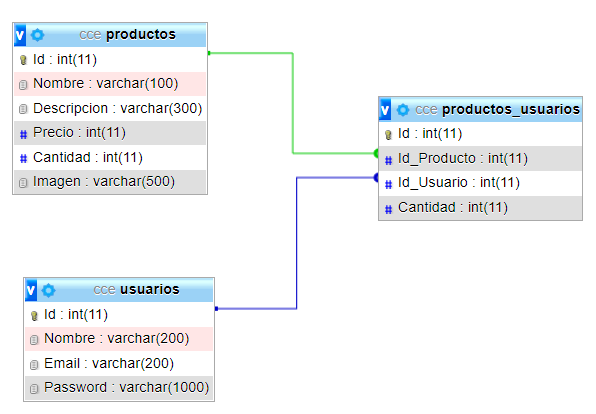 v cce productos
Id : int(11)
Nombre : varchar(100)
Descripcion : varchar(300)
# Precio : int(11)
# Cantidad : int(11)
Imagen : varchar(500)
v cce productos_usuarios
Id : int(11)
# Id_Producto : int(11)
# Id_Usuario : int(11)
# Cantidad : int(11)
v cce usuarios
Id : int(11)
Nombre : varchar(200)
Email : varchar(200)
Password : varchar(1000)